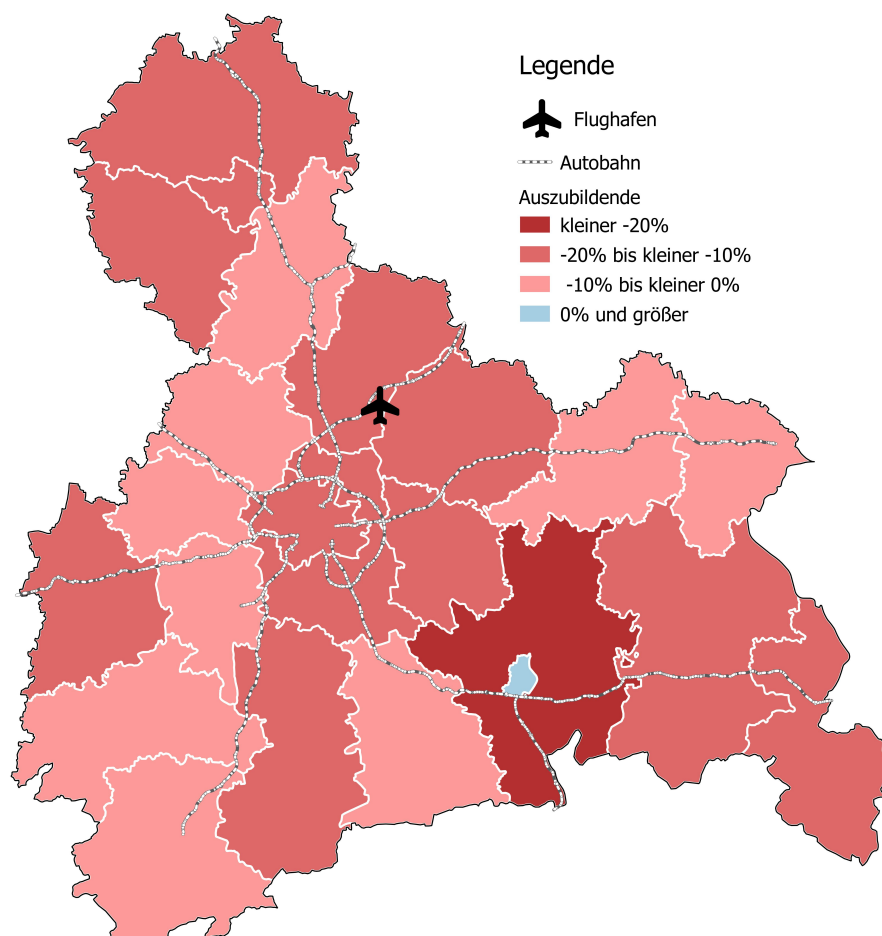 Legende
Flughafen
Autobahn
Auszubildende
kleiner -20%
-20% bis kleiner -10%
-10% bis kleiner 0%
0% und größer